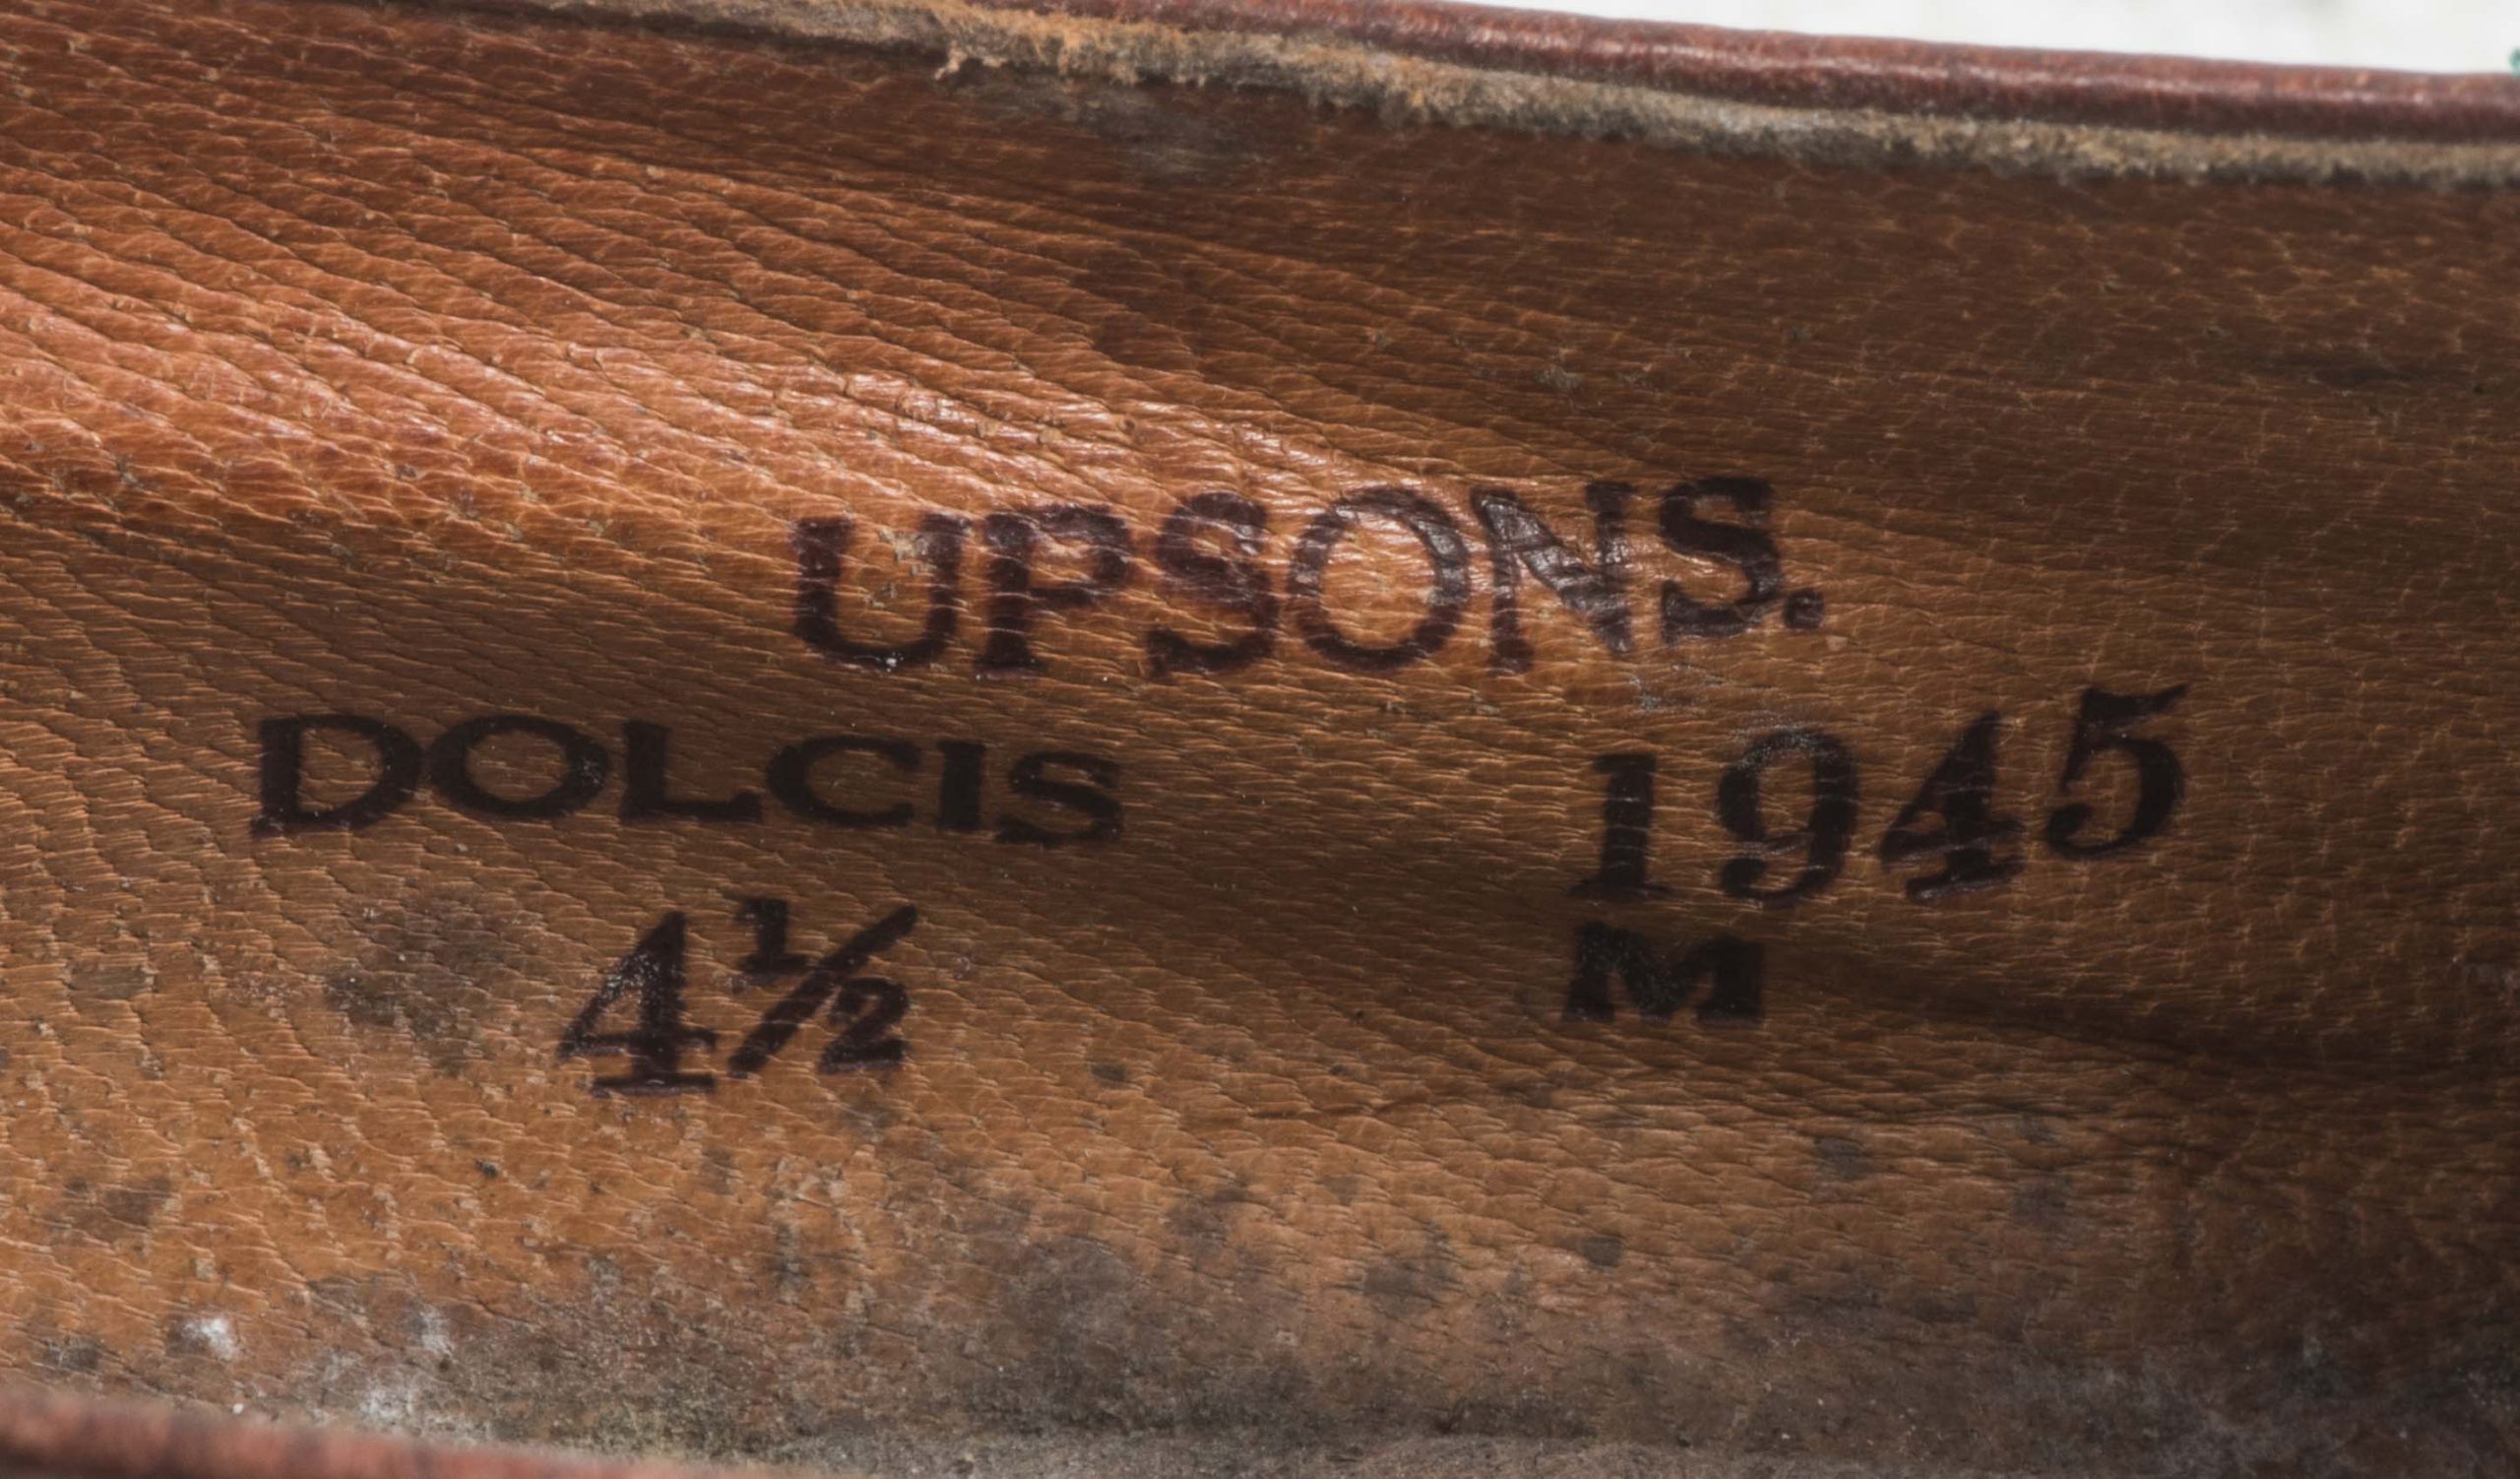 UPSONS.
DOLCIS 1945
4½ M